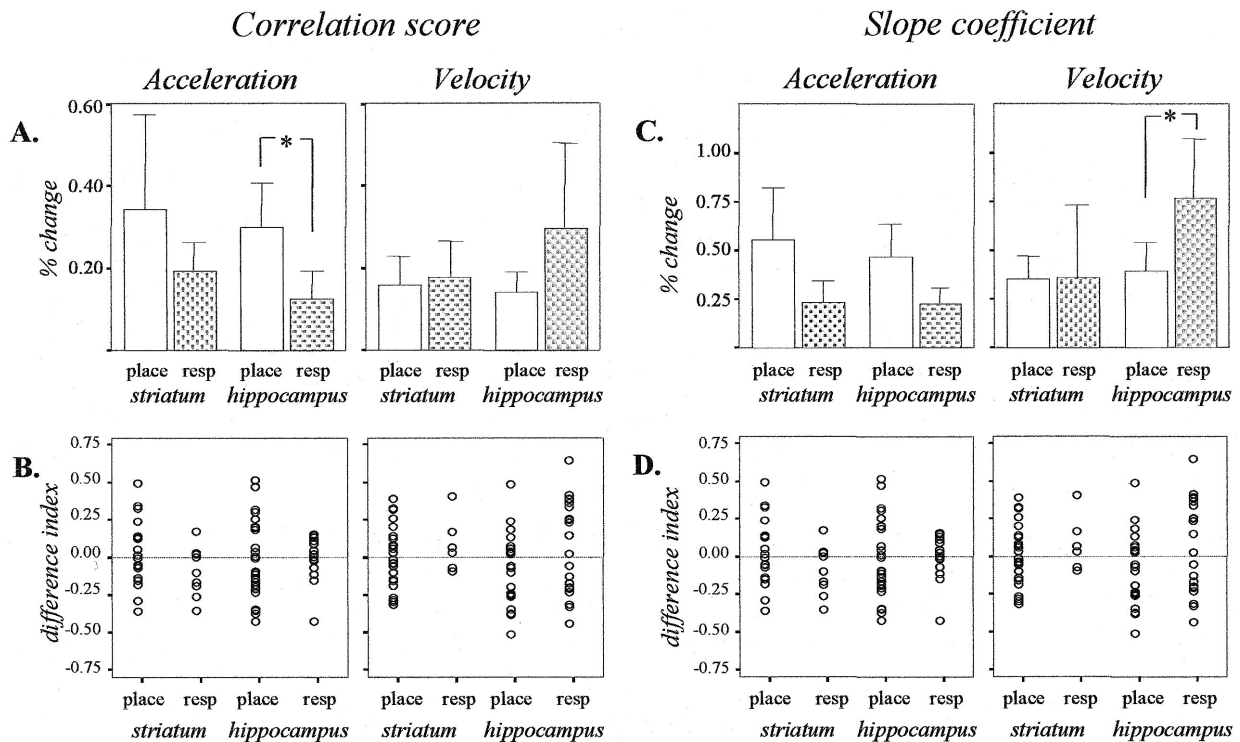 Correlation score
Slope coefficient
Acceleration
Velocity
Acceleration
Velocity
A.
% change
0.60
0.40
0.20
*
place resp place resp
striatum hippocampus
place resp place resp
striatum hippocampus
C.
% change
1.00
0.75
0.50
0.25
*
place resp place resp
striatum hippocampus
place resp place resp
striatum hippocampus
B.
difference index
0.75
0.50
0.25
0.00
-0.25
-0.50
-0.75
place resp place resp
striatum hippocampus
place resp place resp
striatum hippocampus
D.
difference index
0.75
0.50
0.25
0.00
-0.25
-0.50
-0.75
place resp place resp
striatum hippocampus
place resp place resp
striatum hippocampus